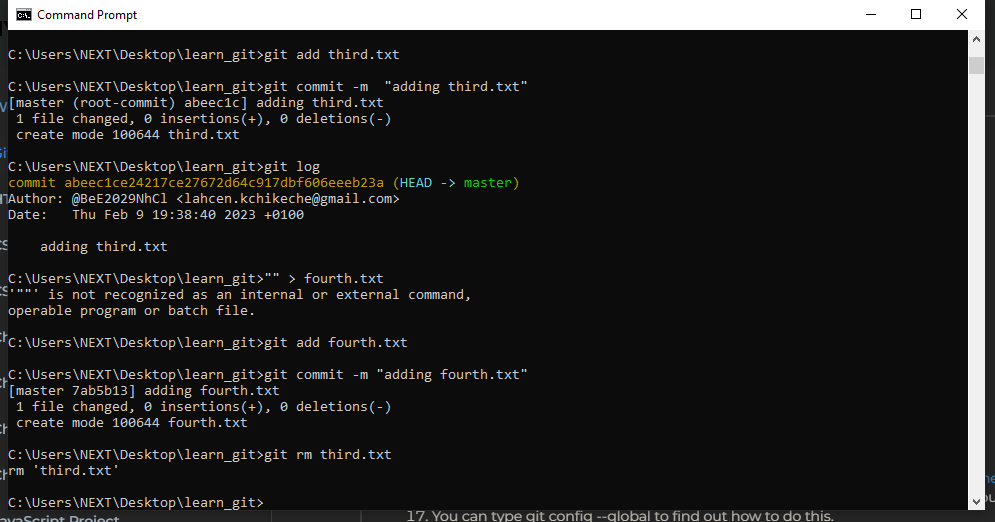 Command Prompt
C:\Users\NEXT\Desktop\learn_git>git add third.txt
C:\Users\NEXT\Desktop\learn_git>git commit -m  "adding third.txt"
[master (root-commit) abeec1c] adding third.txt
 1 file changed, 0 insertions(+), 0 deletions(-)
 create mode 100644 third.txt
C:\Users\NEXT\Desktop\learn_git>git log
commit abeec1ce24217ce27672d64c917dbf606eeeb23a (HEAD -> master)
Author: @BeE2029NhCl <lahcen.kchikeche@gmail.com>
Date:   Thu Feb 9 19:38:40 2023 +0100
    adding third.txt
C:\Users\NEXT\Desktop\learn_git>"" > fourth.txt
'""' is not recognized as an internal or external command,
operable program or batch file.
C:\Users\NEXT\Desktop\learn_git>git add fourth.txt
C:\Users\NEXT\Desktop\learn_git>git commit -m "adding fourth.txt"
[master 7ab5b13] adding fourth.txt
 1 file changed, 0 insertions(+), 0 deletions(-)
 create mode 100644 fourth.txt
C:\Users\NEXT\Desktop\learn_git>git rm third.txt
rm 'third.txt'
C:\Users\NEXT\Desktop\learn_git>
17. You can type git config --global to find out how to do this.